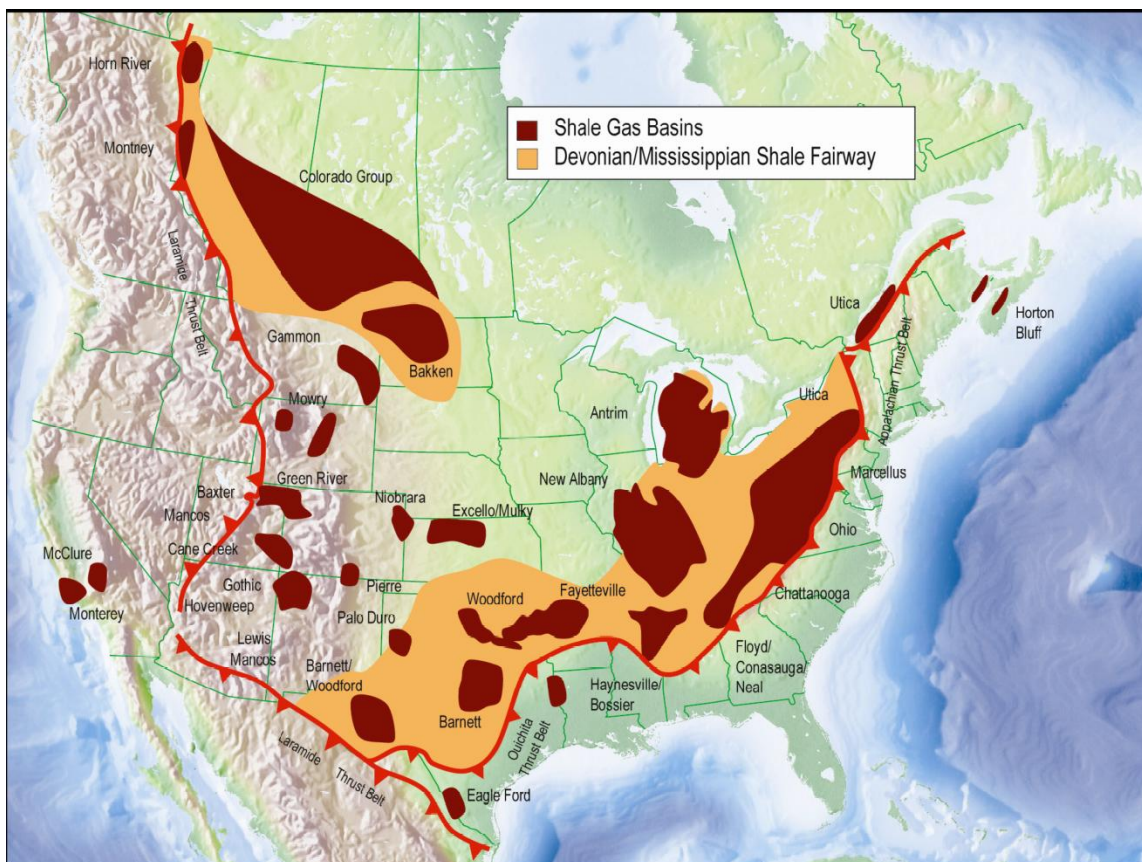 Horn River
Shale Gas Basins
Devonian/Mississippian Shale Fairway
Montney
Colorado Group
Laramide
Thrust Belt
Utica
Horton
Bluff
Gammon
Appalachian Thrust Belt
Bakken
Utica
Mowry
Antrim
Marcellus
Green River
New Albany
Baxter
Niobrara
Mancos
Excello/Mulky
Ohio
Cane Creek
McClure
Gothic
Pierre
Fayetteville
Chattanooga
Woodford
Monterey
Hovenweep
Palo Duro
Lewis
Mancos
Floyd/
Conasauga/
Neal
Barnett/
Woodford
Haynesville/
Bossier
Barnett
Ouichita
Thrust Belt
Laramide
Thrust Belt
Eagle Ford